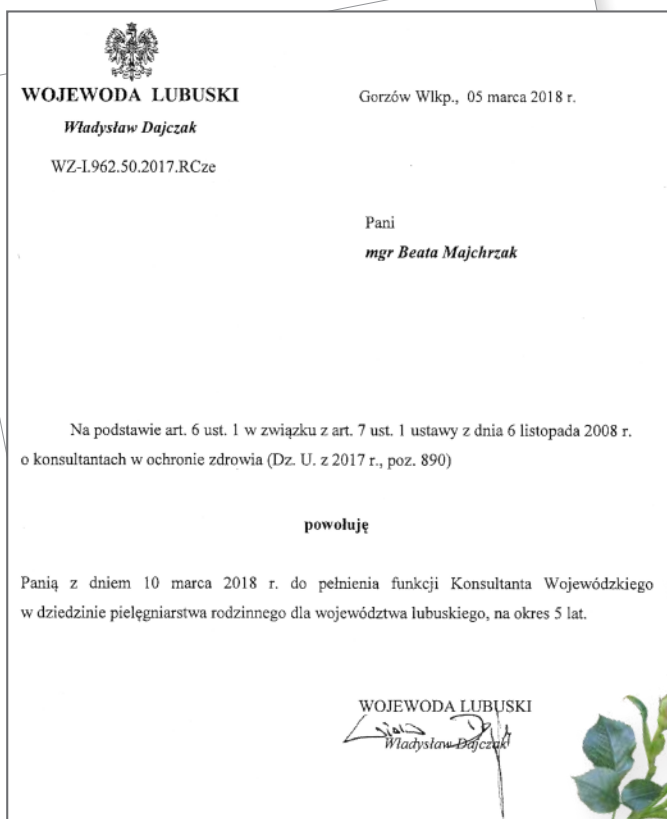 WOJEWODA LUBUSKI
Władysław Dajczak
WZ-I.962.50.2017.RCze
Gorzów Wlkp., 05 marca 2018 r.
Pani
mgr Beata Majchrzak
Na podstawie art. 6 ust. 1 w związku z art. 7 ust. 1 ustawy z dnia 6 listopada 2008 r.
o konsultantach w ochronie zdrowia (Dz. U. z 2017 r., poz. 890)
powołuję
Panią z dniem 10 marca 2018 r. do pełnienia funkcji Konsultanta Wojewódzkiego
w dziedzinie pielęgniarstwa rodzinnego dla województwa lubuskiego, na okres 5 lat.
WOJEWODA LUBUSKI
Władysław Dajczak